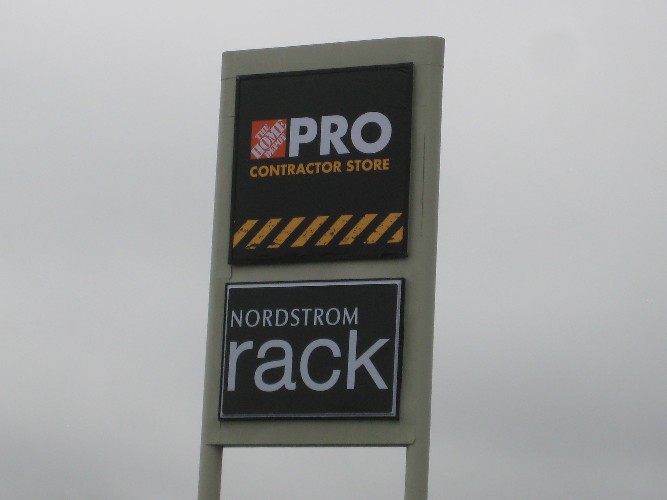 THE
HOME
DEPOT
PRO
CONTRACTOR STORE
NORDSTROM
rack